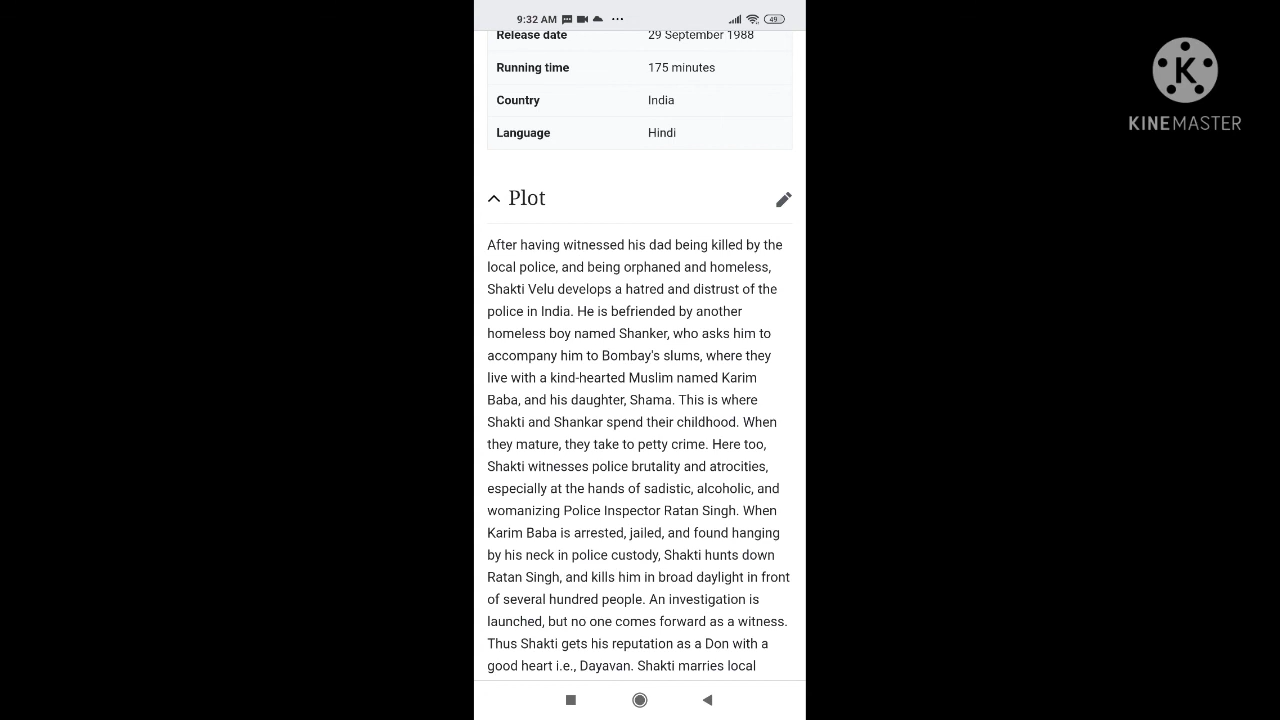 9:32 AM
49
Release date 29 September 1988
Running time 175 minutes
Country India
Language Hindi
Plot
After having witnessed his dad being killed by the
local police, and being orphaned and homeless,
Shakti Velu develops a hatred and distrust of the
police in India. He is befriended by another
homeless boy named Shanker, who asks him to
accompany him to Bombay's slums, where they
live with a kind-hearted Muslim named Karim
Baba, and his daughter, Shama. This is where
Shakti and Shankar spend their childhood. When
they mature, they take to petty crime. Here too,
Shakti witnesses police brutality and atrocities,
especially at the hands of sadistic, alcoholic, and
womanizing Police Inspector Ratan Singh. When
Karim Baba is arrested, jailed, and found hanging
by his neck in police custody, Shakti hunts down
Ratan Singh, and kills him in broad daylight in front
of several hundred people. An investigation is
launched, but no one comes forward as a witness.
Thus Shakti gets his reputation as a Don with a
good heart i.e., Dayavan. Shakti marries local
K
KINEMASTER